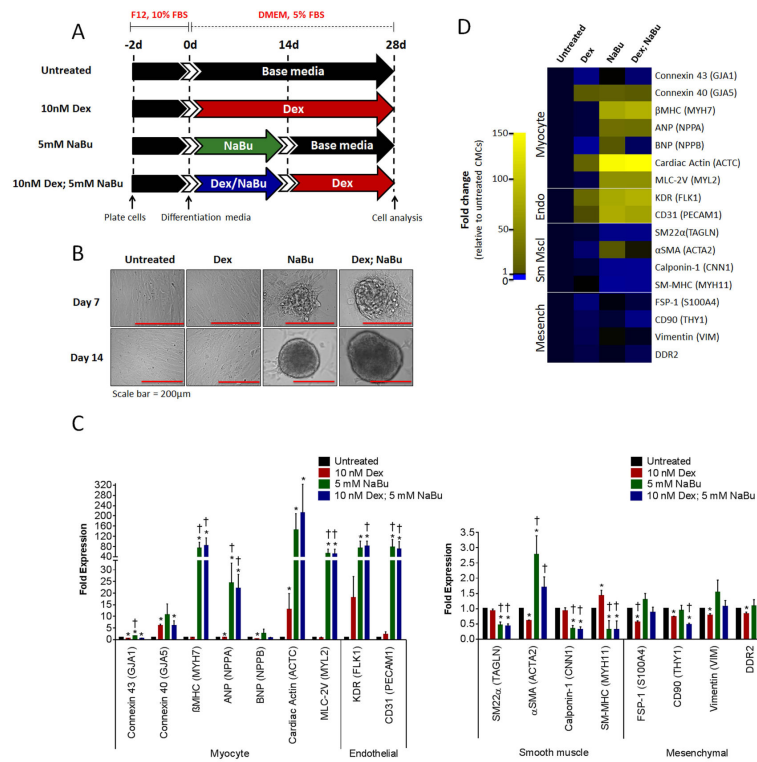 A
F12, 10% FBS
DMEM, 5% FBS
-2d
0d
14d
28d
Untreated
Base media
10nM Dex
Dex
5mM NaBu
NaBu
Base media
10nM Dex; 5mM NaBu
Dex/NaBu
Dex
Plate cells
Differentiation media
Cell analysis
B
Untreated
Dex
NaBu
Dex; NaBu
Day 7
Day 14
Scale bar = 200µm
D
Untreated
Dex
NaBu
Dex; NaBu
Fold change
(relative to untreated CMCs)
150
100
50
1
0
Myocyte
Endo
Sm Mscl
Mesench
Connexin 43 (GJA1)
Connexin 40 (GJA5)
βMHC (MYH7)
ANP (NPPA)
BNP (NPPB)
Cardiac Actin (ACTC)
MLC-2V (MYL2)
KDR (FLK1)
CD31 (PECAM1)
SM22α(TAGLN)
αSMA (ACTA2)
Calponin-1 (CNN1)
SM-MHC (MYH11)
FSP-1 (S100A4)
CD90 (THY1)
Vimentin (VIM)
DDR2
C
Untreated
10 nM Dex
5 mM NaBu
10 nM Dex; 5 mM NaBu
Fold Expression
320
280
240
200
160
120
80
40
25
20
15
10
5
0
Connexin 43 (GJA1)
Connexin 40 (GJA5)
ßMHC (MYH7)
ANP (NPPA)
BNP (NPPB)
Cardiac Actin (ACTC)
MLC-2V (MYL2)
KDR (FLK1)
CD31 (PECAM1)
Myocyte
Endothelial
Untreated
10 nM Dex
5 mM NaBu
10 nM Dex; 5 mM NaBu
Fold Expression
3.5
3.0
2.5
2.0
1.5
1.0
0.5
0.0
SM22α (TAGLN)
αSMA (ACTA2)
Calponin-1 (CNN1)
SM-MHC (MYH11)
FSP-1 (S100A4)
CD90 (THY1)
Vimentin (VIM)
DDR2
Smooth muscle
Mesenchymal